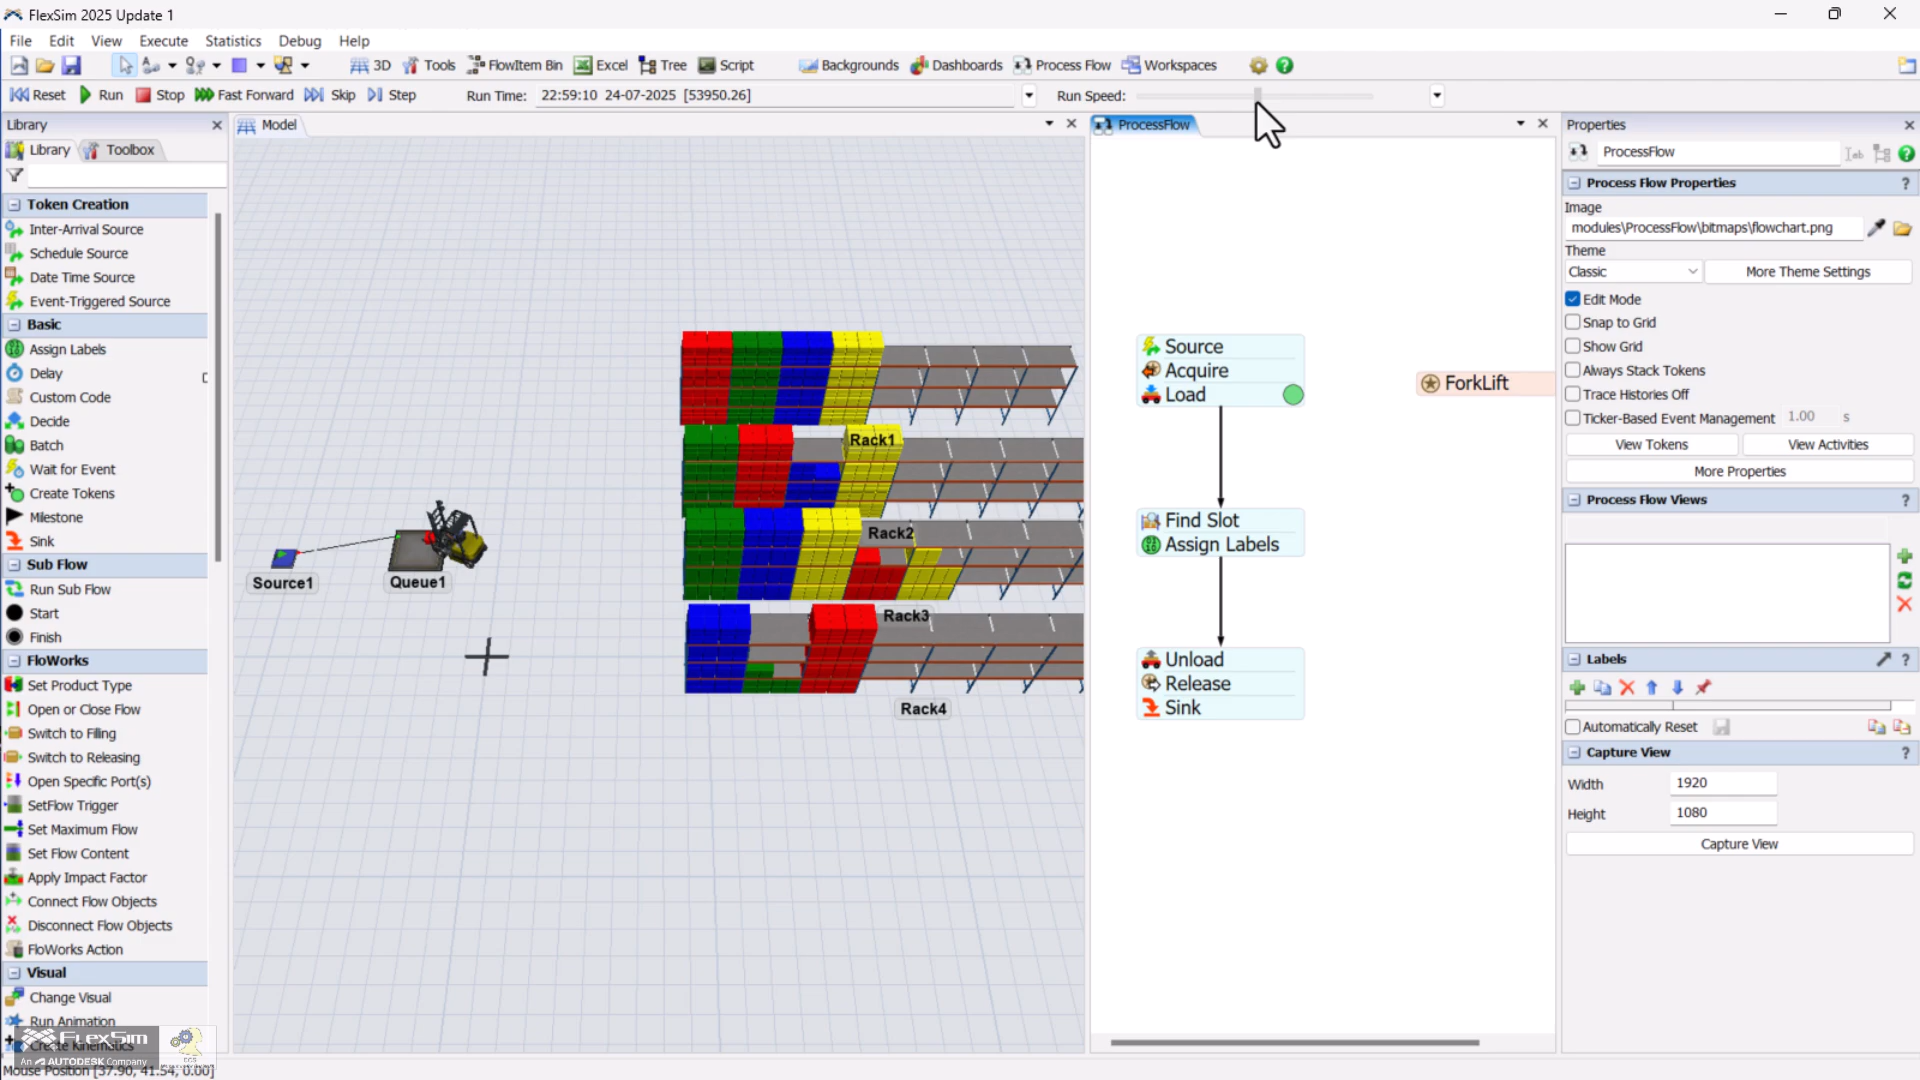 FlexSim 2025 Update 1
File Edit View Execute Statistics Debug Help
3D Tools FlowItem Bin Excel Tree Script Backgrounds Dashboards Process Flow Workspaces
Reset Run Stop Fast Forward Skip Step Run Time: 22:59:10 24-07-2025 [53950.26] Run Speed:
Library
Library Toolbox
Token Creation
Inter-Arrival Source
Schedule Source
Date Time Source
Event-Triggered Source
Basic
Assign Labels
Delay
Custom Code
Decide
Batch
Wait for Event
Create Tokens
Milestone
Sink
Sub Flow
Run Sub Flow
Start
Finish
FloWorks
Set Product Type
Open or Close Flow
Switch to Filling
Switch to Releasing
Open Specific Port(s)
SetFlow Trigger
Set Maximum Flow
Set Flow Content
Apply Impact Factor
Connect Flow Objects
Disconnect Flow Objects
FloWorks Action
Visual
Change Visual
Run Animation
Create Kinematics
FlexSim
An AUTODESK Company
Mouse Position [37.90, 41.54, 0.00]
Model
Source1
Queue1
Rack1
Rack2
Rack3
Rack4
ProcessFlow
Source
Acquire
Load
ForkLift
Find Slot
Assign Labels
Unload
Release
Sink
Properties
ProcessFlow
Process Flow Properties
Image
modules\ProcessFlow\bitmaps\flowchart.png
Theme
Classic More Theme Settings
Edit Mode
Snap to Grid
Show Grid
Always Stack Tokens
Trace Histories Off
Ticker-Based Event Management 1.00 s
View Tokens View Activities
More Properties
Process Flow Views
Labels
Automatically Reset
Capture View
Width 1920
Height 1080
Capture View